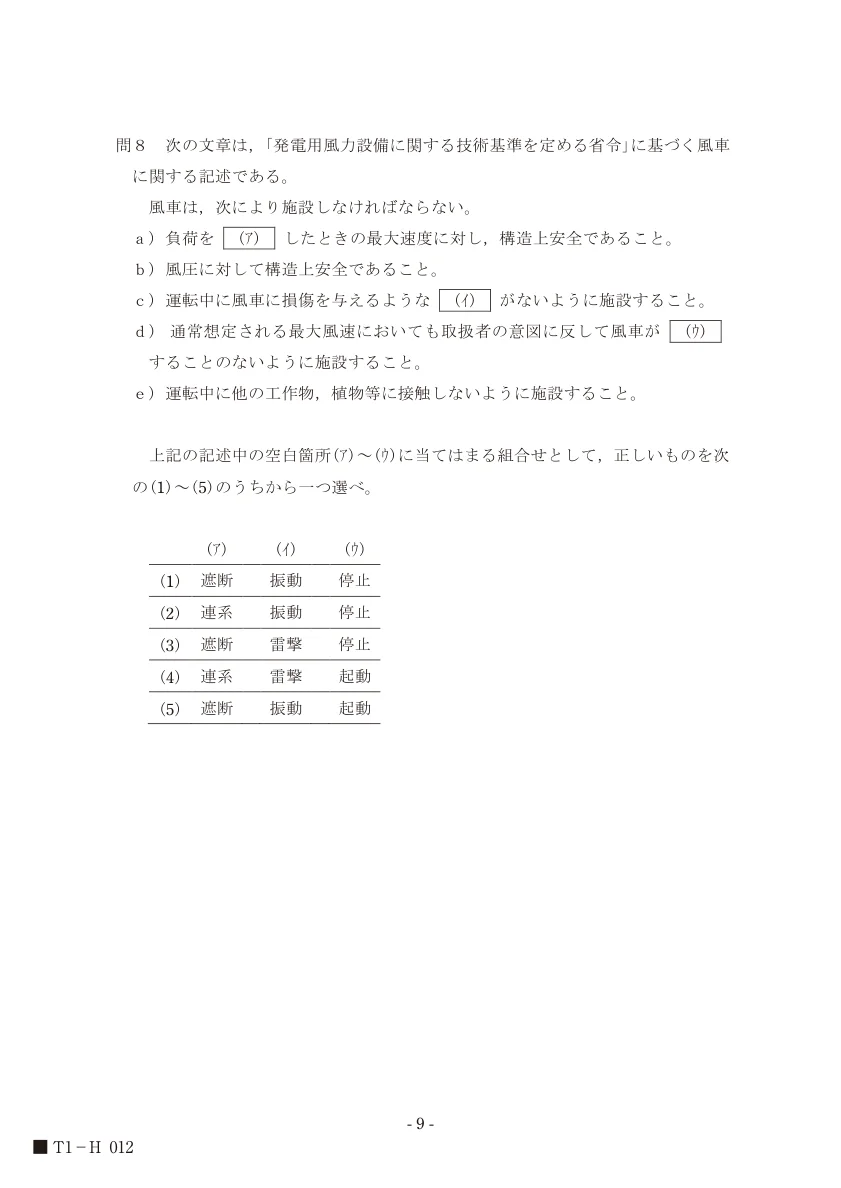 問８　次の文章は，「発電用風力設備に関する技術基準を定める省令」に基づく風車
に関する記述である。
風車は，次により施設しなければならない。
ａ）負荷を (ｱ) したときの最大速度に対し，構造上安全であること。
ｂ）風圧に対して構造上安全であること。
ｃ）運転中に風車に損傷を与えるような (ｲ) がないように施設すること。
ｄ） 通常想定される最大風速においても取扱者の意図に反して風車が (ｳ)
することのないように施設すること。
ｅ）運転中に他の工作物，植物等に接触しないように施設すること。
上記の記述中の空白箇所(ｱ)～(ｳ)に当てはまる組合せとして，正しいものを次
の(1)～(5)のうちから一つ選べ。
(ｱ) (ｲ) (ｳ)
(1) 遮断 振動 停止
(2) 連系 振動 停止
(3) 遮断 雷撃 停止
(4) 連系 雷撃 起動
(5) 遮断 振動 起動
- 9 -
■ T1－H 012